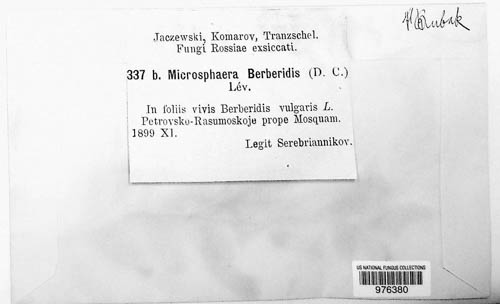 Jaczewski, Komarov, Tranzschel.
Fungi Rossiae exsiccati.
337 b. Microsphaera Berberidis (D. C.)
Lév.
In foliis vivis Berberidis vulgaris L.
Petrovsko-Rasumoskoje prope Mosquam.
1899 XI.
Legit Serebriannikov.
US NATIONAL FUNGUS COLLECTIONS
976380